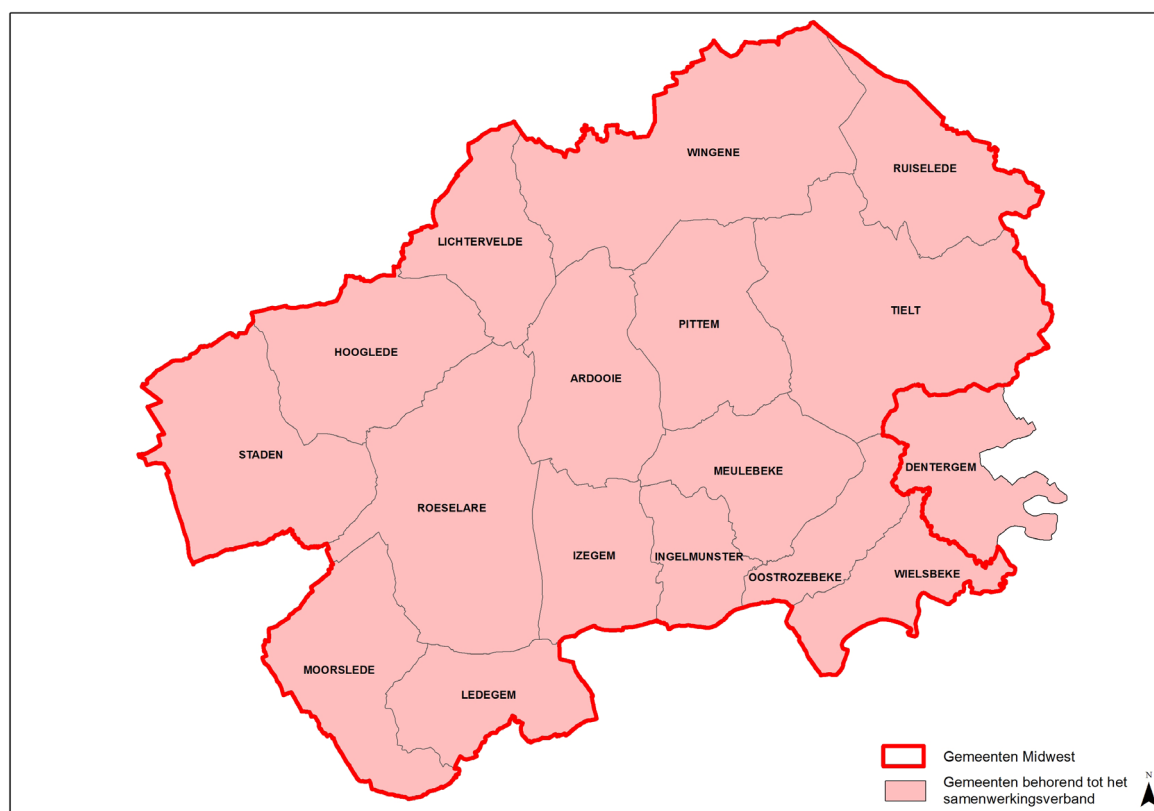 WINGENE
RUISELEDE
LICHTERVELDE
TIELT
PITTEM
HOOGLEDE
ARDOOIE
STADEN
DENTERGEM
MEULEBEKE
ROESELARE
IZEGEM
INGELMUNSTER
WIELSBEKE
OOSTROZEBEKE
MOORSLEDE
LEDEGEM
Gemeenten Midwest
Gemeenten behorend tot het
samenwerkingsverband
N